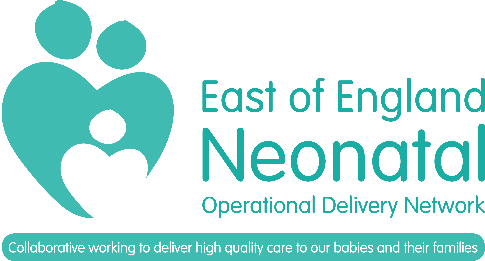 East of England
Neonatal
Operational Delivery Network
Collaborative working to deliver high quality care to our babies and their families